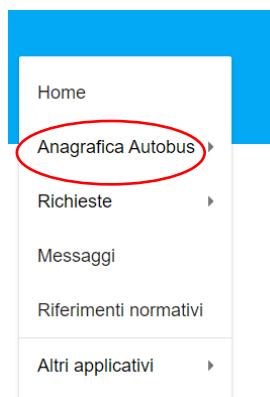 Home
Anagrafica Autobus
Richieste
Messaggi
Riferimenti normativi
Altri applicativi